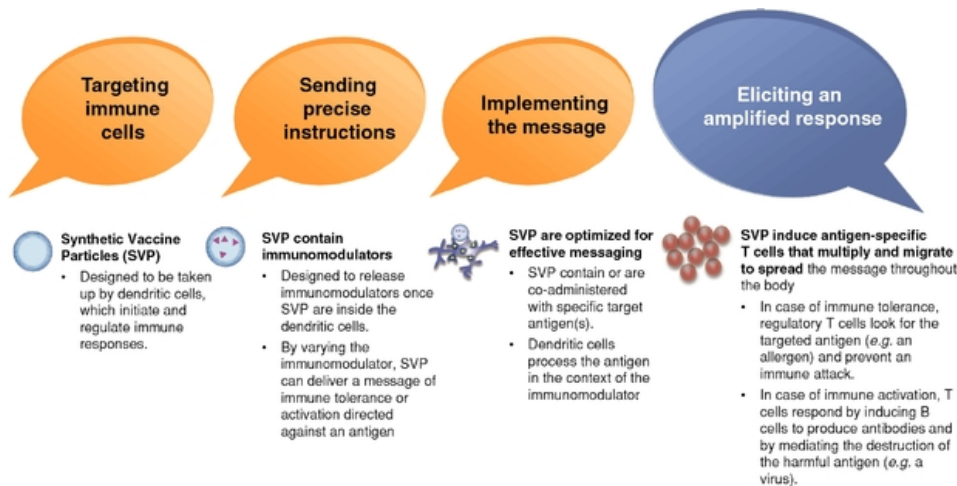 Targeting
immune
cells
Sending
precise
instructions
Implementing
the message
Eliciting an
amplified response
Synthetic Vaccine
Particles (SVP)
• Designed to be taken
up by dendritic cells,
which initiate and
regulate immune
responses.
SVP contain
immunomodulators
• Designed to release
immunomodulators once
SVP are inside the
dendritic cells.
• By varying the
immunomodulator, SVP
can deliver a message of
immune tolerance or
activation directed
against an antigen
SVP are optimized for
effective messaging
• SVP contain or are
co-administered
with specific target
antigen(s).
• Dendritic cells
process the antigen
in the context of the
immunomodulator
SVP induce antigen-specific
T cells that multiply and migrate
to spread the message throughout
the body
• In case of immune tolerance,
regulatory T cells look for the
targeted antigen (e.g. an
allergen) and prevent an
immune attack.
• In case of immune activation, T
cells respond by inducing B
cells to produce antibodies and
by mediating the destruction of
the harmful antigen (e.g. a
virus).